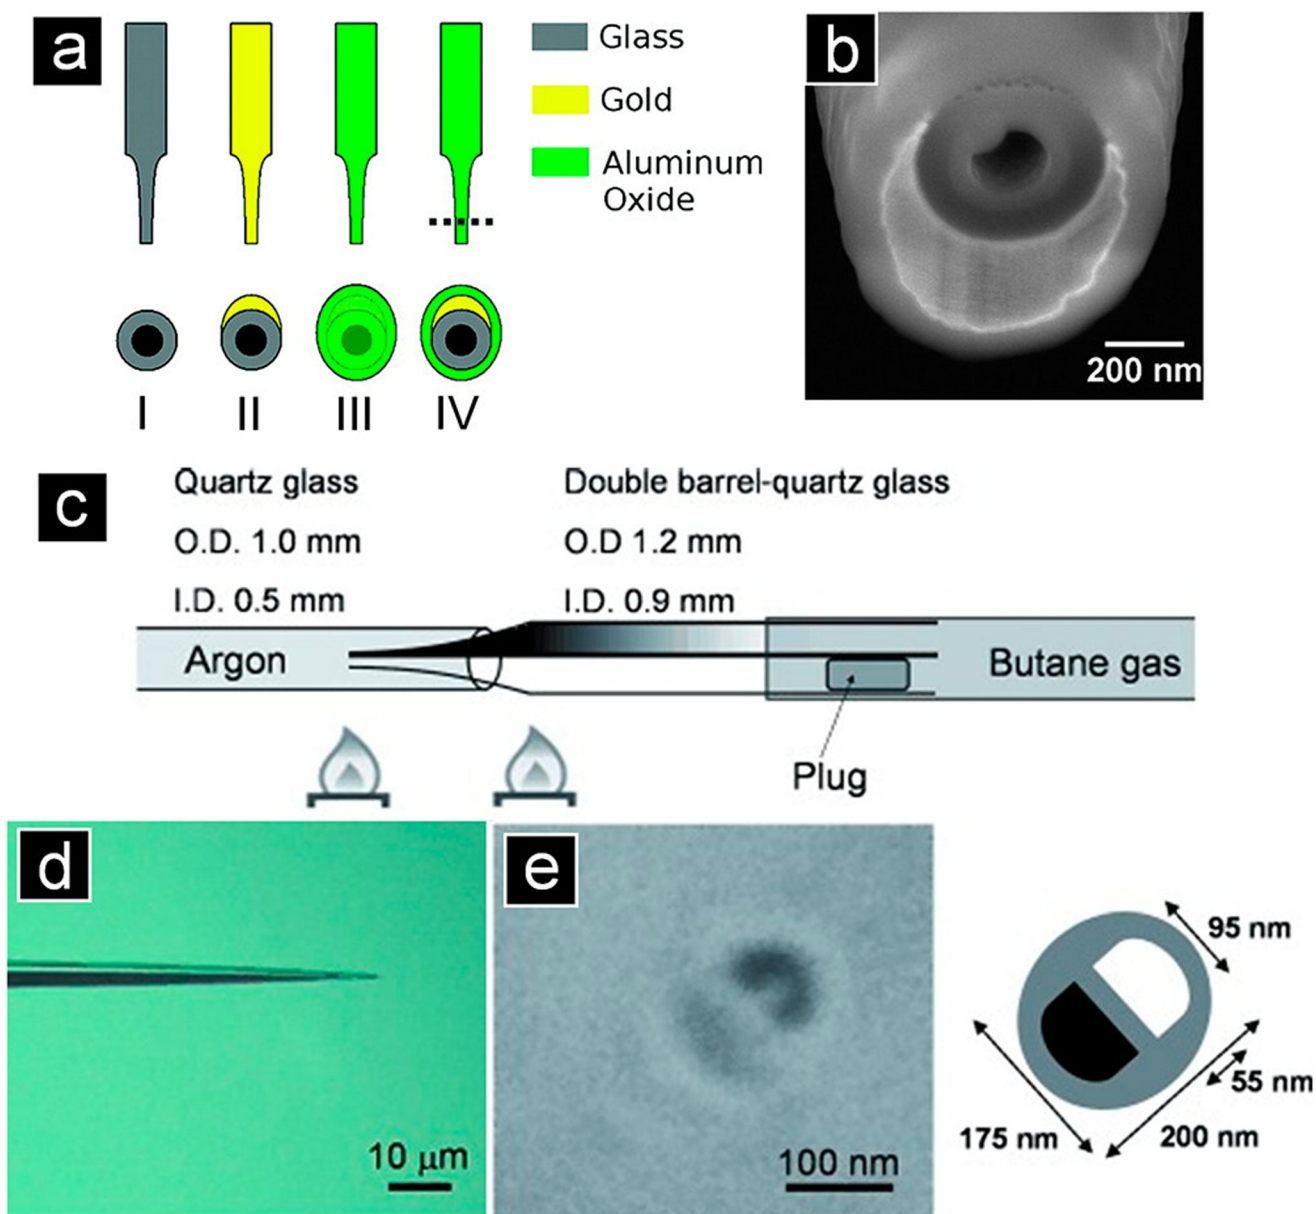 a
Glass
Gold
Aluminum
Oxide
I
II
III
IV
b
200 nm
c
Quartz glass
O.D. 1.0 mm
I.D. 0.5 mm
Double barrel-quartz glass
O.D 1.2 mm
I.D. 0.9 mm
Argon
Butane gas
Plug
d
10 μm
e
100 nm
95 nm
55 nm
175 nm
200 nm